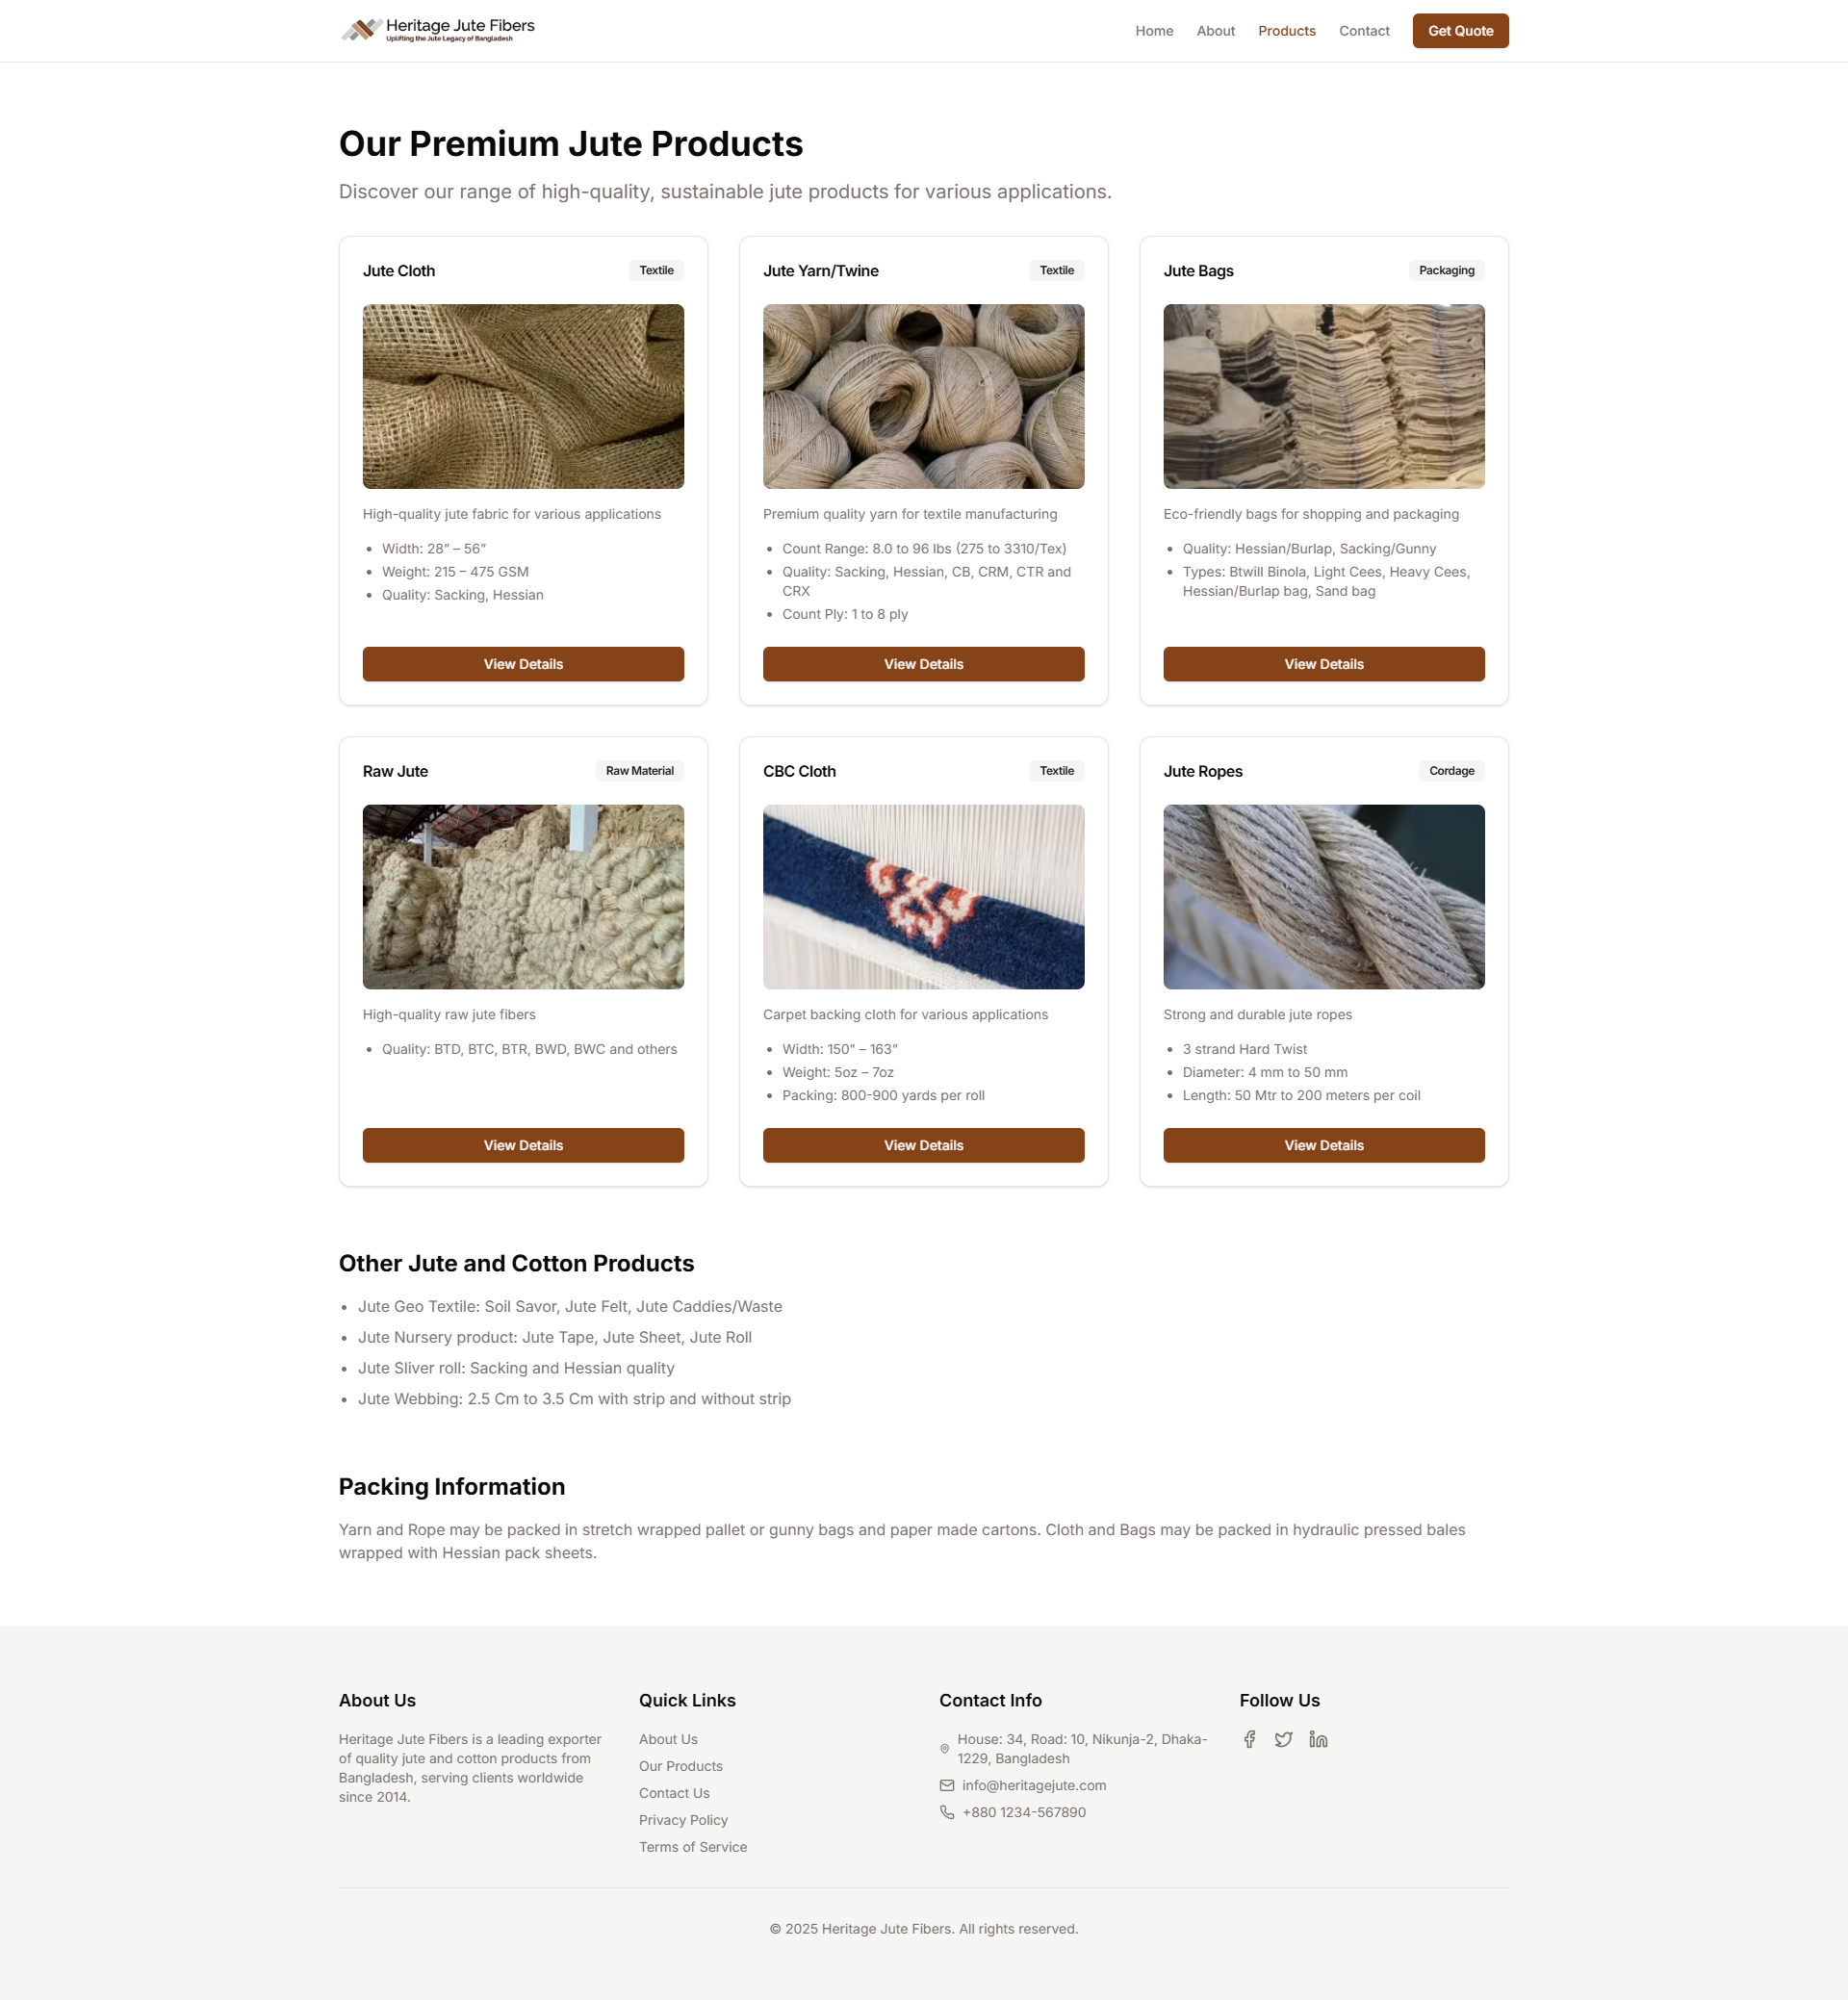 Heritage Jute Fibers
Uplifting the Jute Legacy of Bangladesh
Home About Products Contact Get Quote
Our Premium Jute Products
Discover our range of high-quality, sustainable jute products for various applications.
Jute Cloth Textile
High-quality jute fabric for various applications
• Width: 28” – 56”
• Weight: 215 – 475 GSM
• Quality: Sacking, Hessian
View Details
Jute Yarn/Twine Textile
Premium quality yarn for textile manufacturing
• Count Range: 8.0 to 96 lbs (275 to 3310/Tex)
• Quality: Sacking, Hessian, CB, CRM, CTR and
CRX
• Count Ply: 1 to 8 ply
View Details
Jute Bags Packaging
Eco-friendly bags for shopping and packaging
• Quality: Hessian/Burlap, Sacking/Gunny
• Types: Btwill Binola, Light Cees, Heavy Cees,
Hessian/Burlap bag, Sand bag
View Details
Raw Jute Raw Material
High-quality raw jute fibers
• Quality: BTD, BTC, BTR, BWD, BWC and others
View Details
CBC Cloth Textile
Carpet backing cloth for various applications
• Width: 150” – 163”
• Weight: 5oz – 7oz
• Packing: 800-900 yards per roll
View Details
Jute Ropes Cordage
Strong and durable jute ropes
• 3 strand Hard Twist
• Diameter: 4 mm to 50 mm
• Length: 50 Mtr to 200 meters per coil
View Details
Other Jute and Cotton Products
• Jute Geo Textile: Soil Savor, Jute Felt, Jute Caddies/Waste
• Jute Nursery product: Jute Tape, Jute Sheet, Jute Roll
• Jute Sliver roll: Sacking and Hessian quality
• Jute Webbing: 2.5 Cm to 3.5 Cm with strip and without strip
Packing Information
Yarn and Rope may be packed in stretch wrapped pallet or gunny bags and paper made cartons. Cloth and Bags may be packed in hydraulic pressed bales
wrapped with Hessian pack sheets.
About Us
Heritage Jute Fibers is a leading exporter
of quality jute and cotton products from
Bangladesh, serving clients worldwide
since 2014.
Quick Links
About Us
Our Products
Contact Us
Privacy Policy
Terms of Service
Contact Info
House: 34, Road: 10, Nikunja-2, Dhaka-
1229, Bangladesh
info@heritagejute.com
+880 1234-567890
Follow Us
© 2025 Heritage Jute Fibers. All rights reserved.